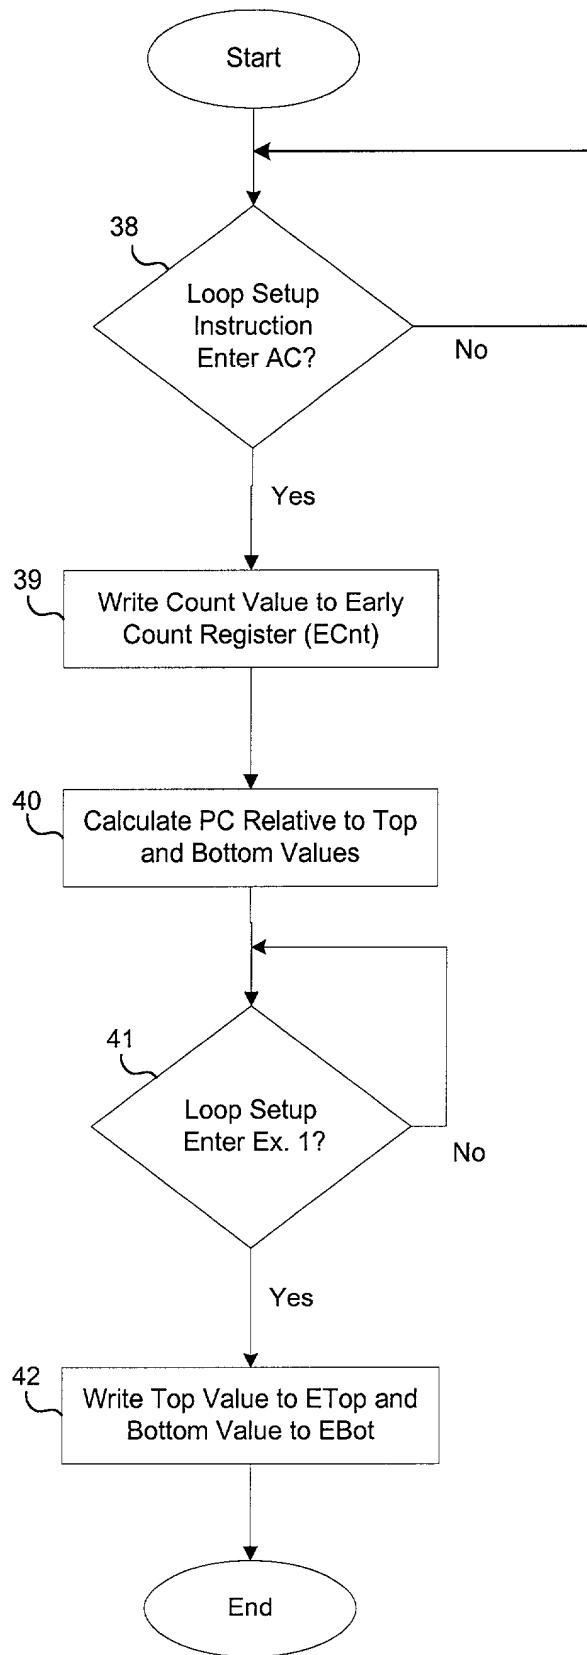 Start
38
Loop Setup
Instruction
Enter AC?
No
Yes
39
Write Count Value to Early
Count Register (ECnt)
40
Calculate PC Relative to Top
and Bottom Values
41
Loop Setup
Enter Ex. 1?
No
Yes
42
Write Top Value to ETop and
Bottom Value to EBot
End